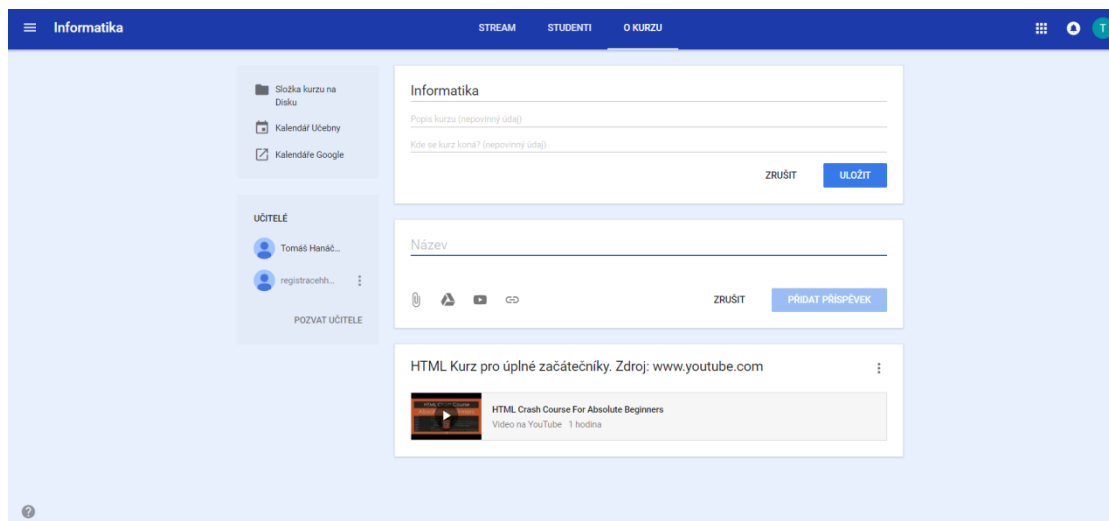 Informatika
STREAM
STUDENTI
O KURZU
T
Složka kurzu na
Disku
Kalendář Učebny
Kalendáře Google
UČITELÉ
Tomáš Hanáč...
registracehh...
POZVAT UČITELE
Informatika
Popis kurzu (nepovinný údaj)
Kde se kurz koná? (nepovinný údaj)
ZRUŠIT
ULOŽIT
Název
ZRUŠIT
PŘIDAT PŘÍSPĚVEK
HTML Kurz pro úplné začátečníky. Zdroj: www.youtube.com
HTML Crash Course For Absolute Beginners
Video na YouTube 1 hodina